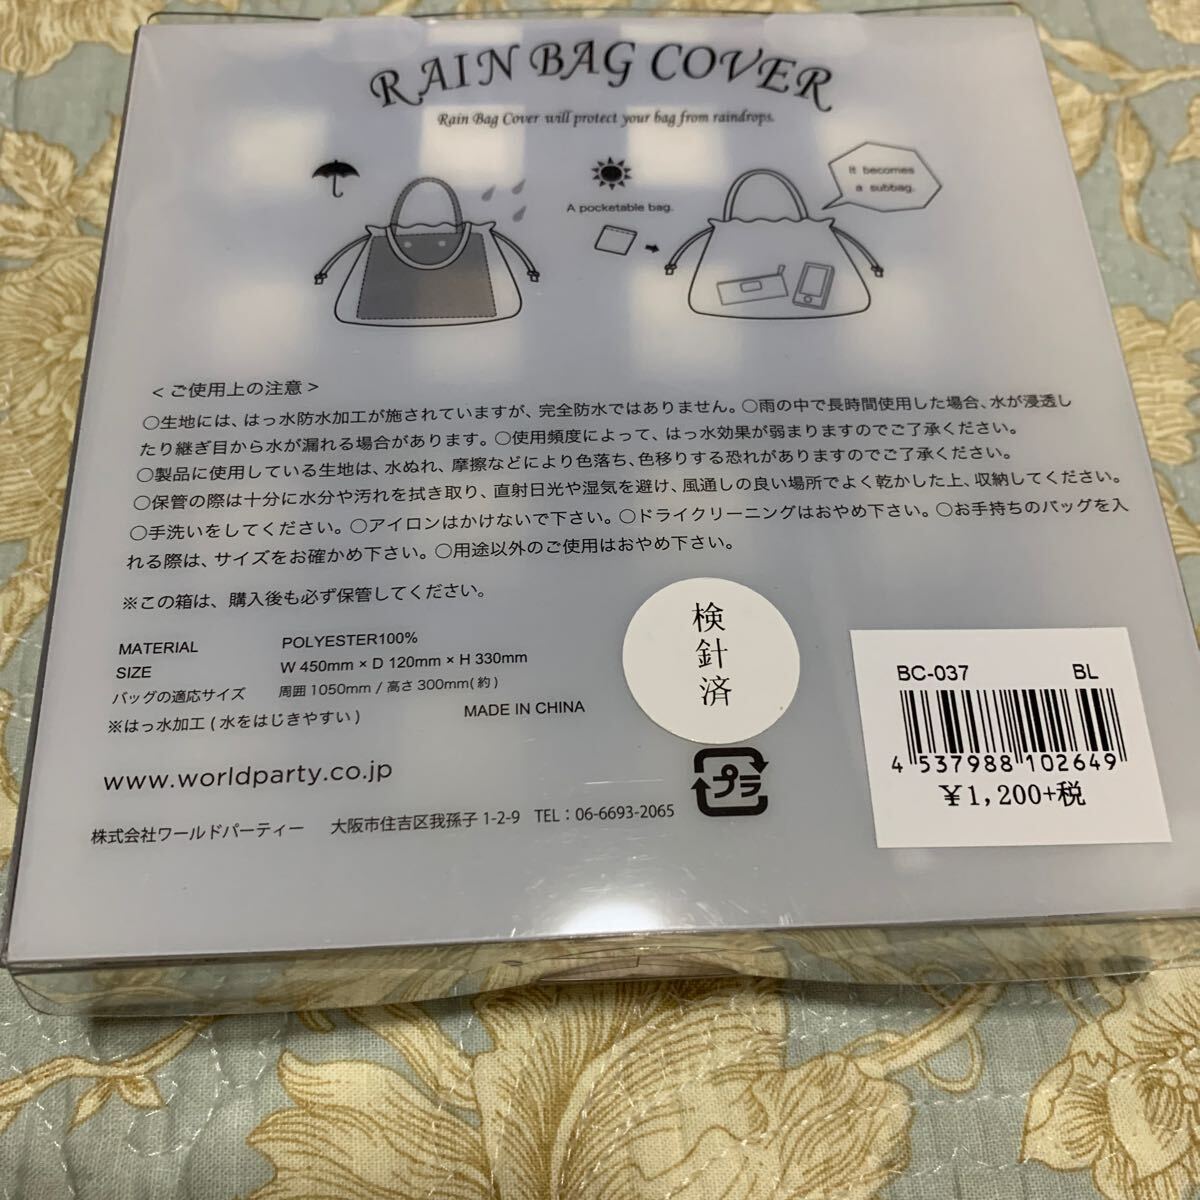 RAIN BAG COVER
Rain Bag Cover will protect your bag from raindrops.
It becomes
a subbag.
A pocketable bag.
＜ご使用上の注意＞
○生地には、はっ水防水加工が施されていますが、完全防水ではありません。○雨の中で長時間使用した場合、水が浸透し
たり継ぎ目から水が漏れる場合があります。○使用頻度によって、はっ水効果が弱まりますのでご了承ください。
○製品に使用している生地は、水ぬれ、摩擦などにより色落ち、色移りする恐れがありますのでご了承ください。
○保管の際は十分に水分や汚れを拭き取り、直射日光や湿気を避け、風通しの良い場所でよく乾かした上、収納してください。
○手洗いをしてください。○アイロンはかけないで下さい。○ドライクリーニングはおやめ下さい。○お手持ちのバッグを入
れる際は、サイズをお確かめ下さい。○用途以外のご使用はおやめ下さい。
※この箱は、購入後も必ず保管してください。
MATERIAL POLYESTER100%
SIZE W 450mm × D 120mm × H 330mm
バッグの適応サイズ 周囲 1050mm / 高さ 300mm(約)
※はっ水加工(水をはじきやすい)
MADE IN CHINA
www.worldparty.co.jp
株式会社ワールドパーティー 大阪市住吉区我孫子 1-2-9 TEL：06-6693-2065
検針済
プラ
BC-037 BL
4 537988 102649
¥1,200+税